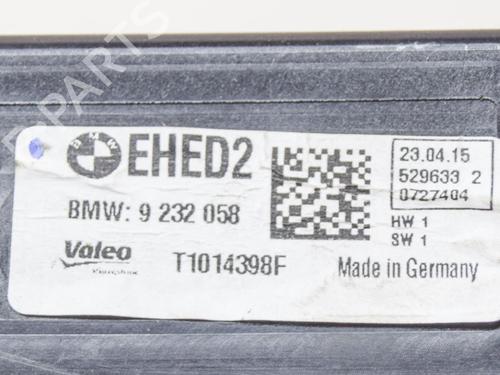 BMW
EHED2
BMW: 9 232 058
Valeo
T1014398F
23.04.15
529633 2
0727404
HW 1
SW 1
Made in Germany